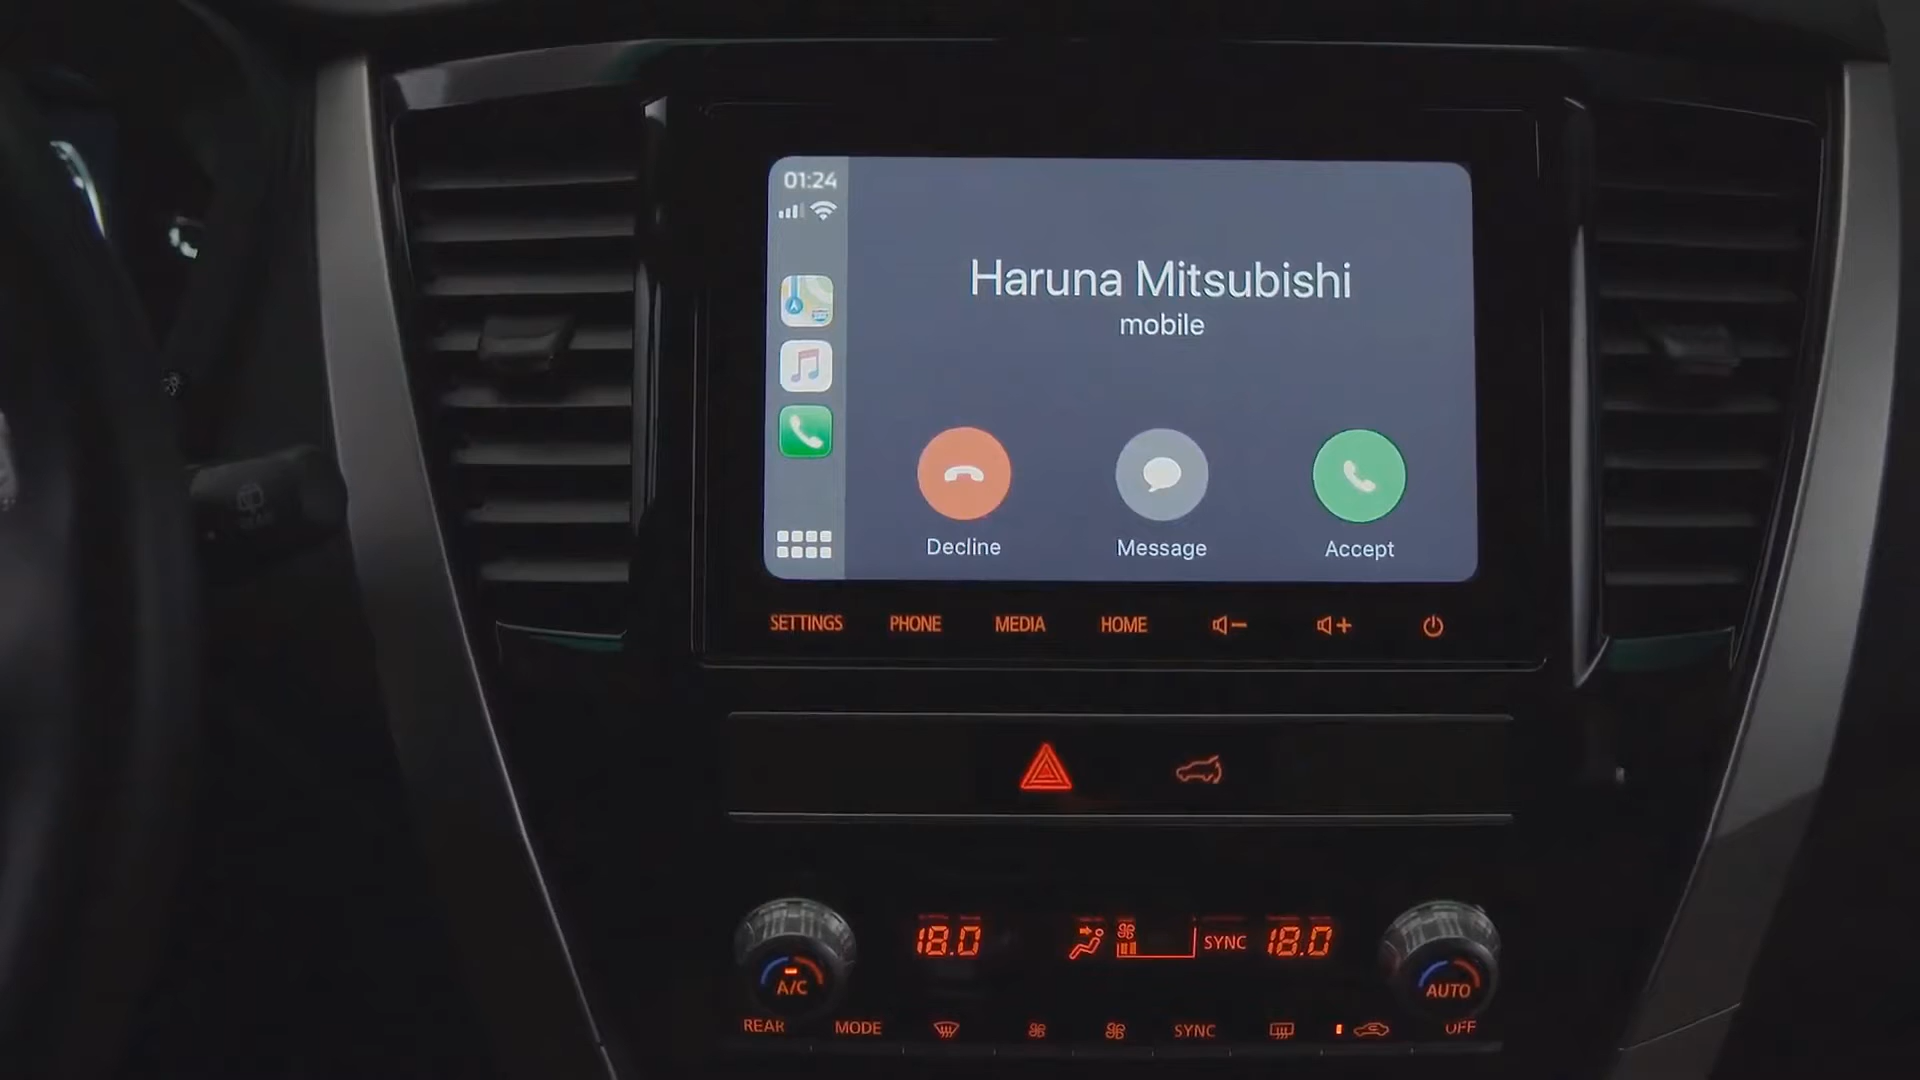 01:24
Haruna Mitsubishi
mobile
Decline
Message
Accept
SETTINGS
PHONE
MEDIA
HOME
18.0
SYNC
18.0
A/C
AUTO
REAR
MODE
SYNC
OFF